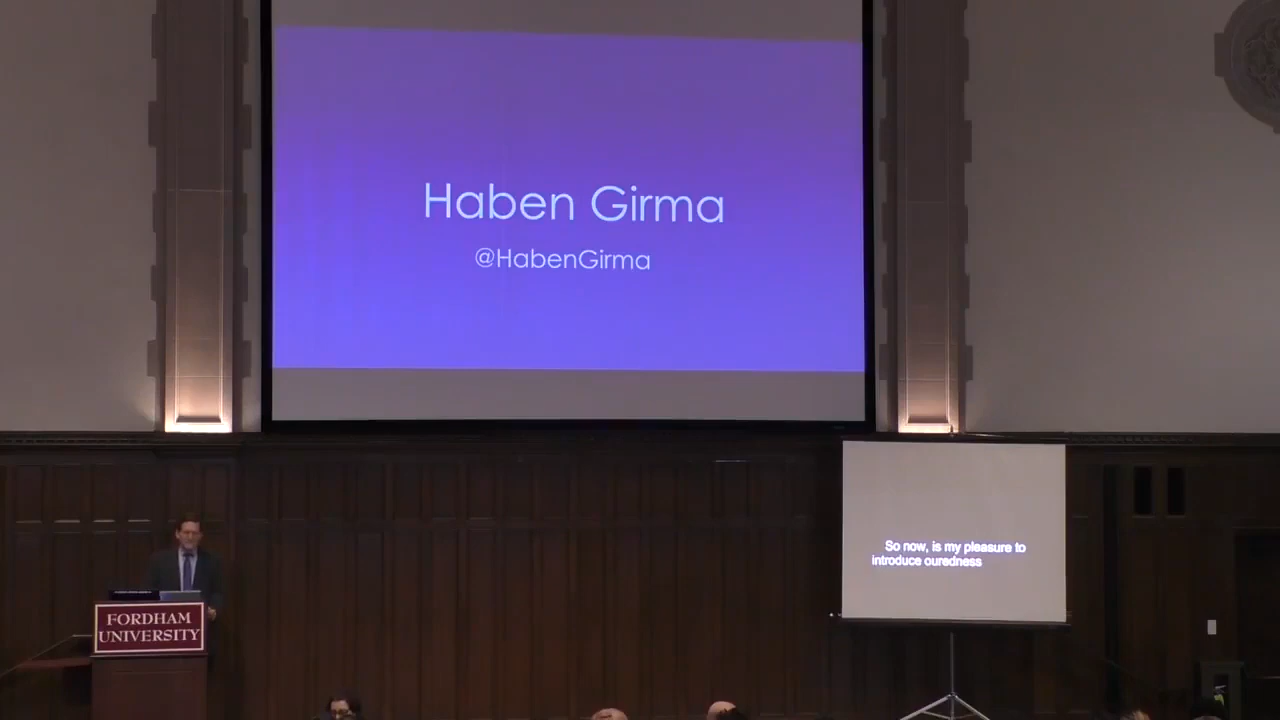 Haben Girma
@HabenGirma
So now, is my pleasure to
introduce ouredness
FORDHAM
UNIVERSITY